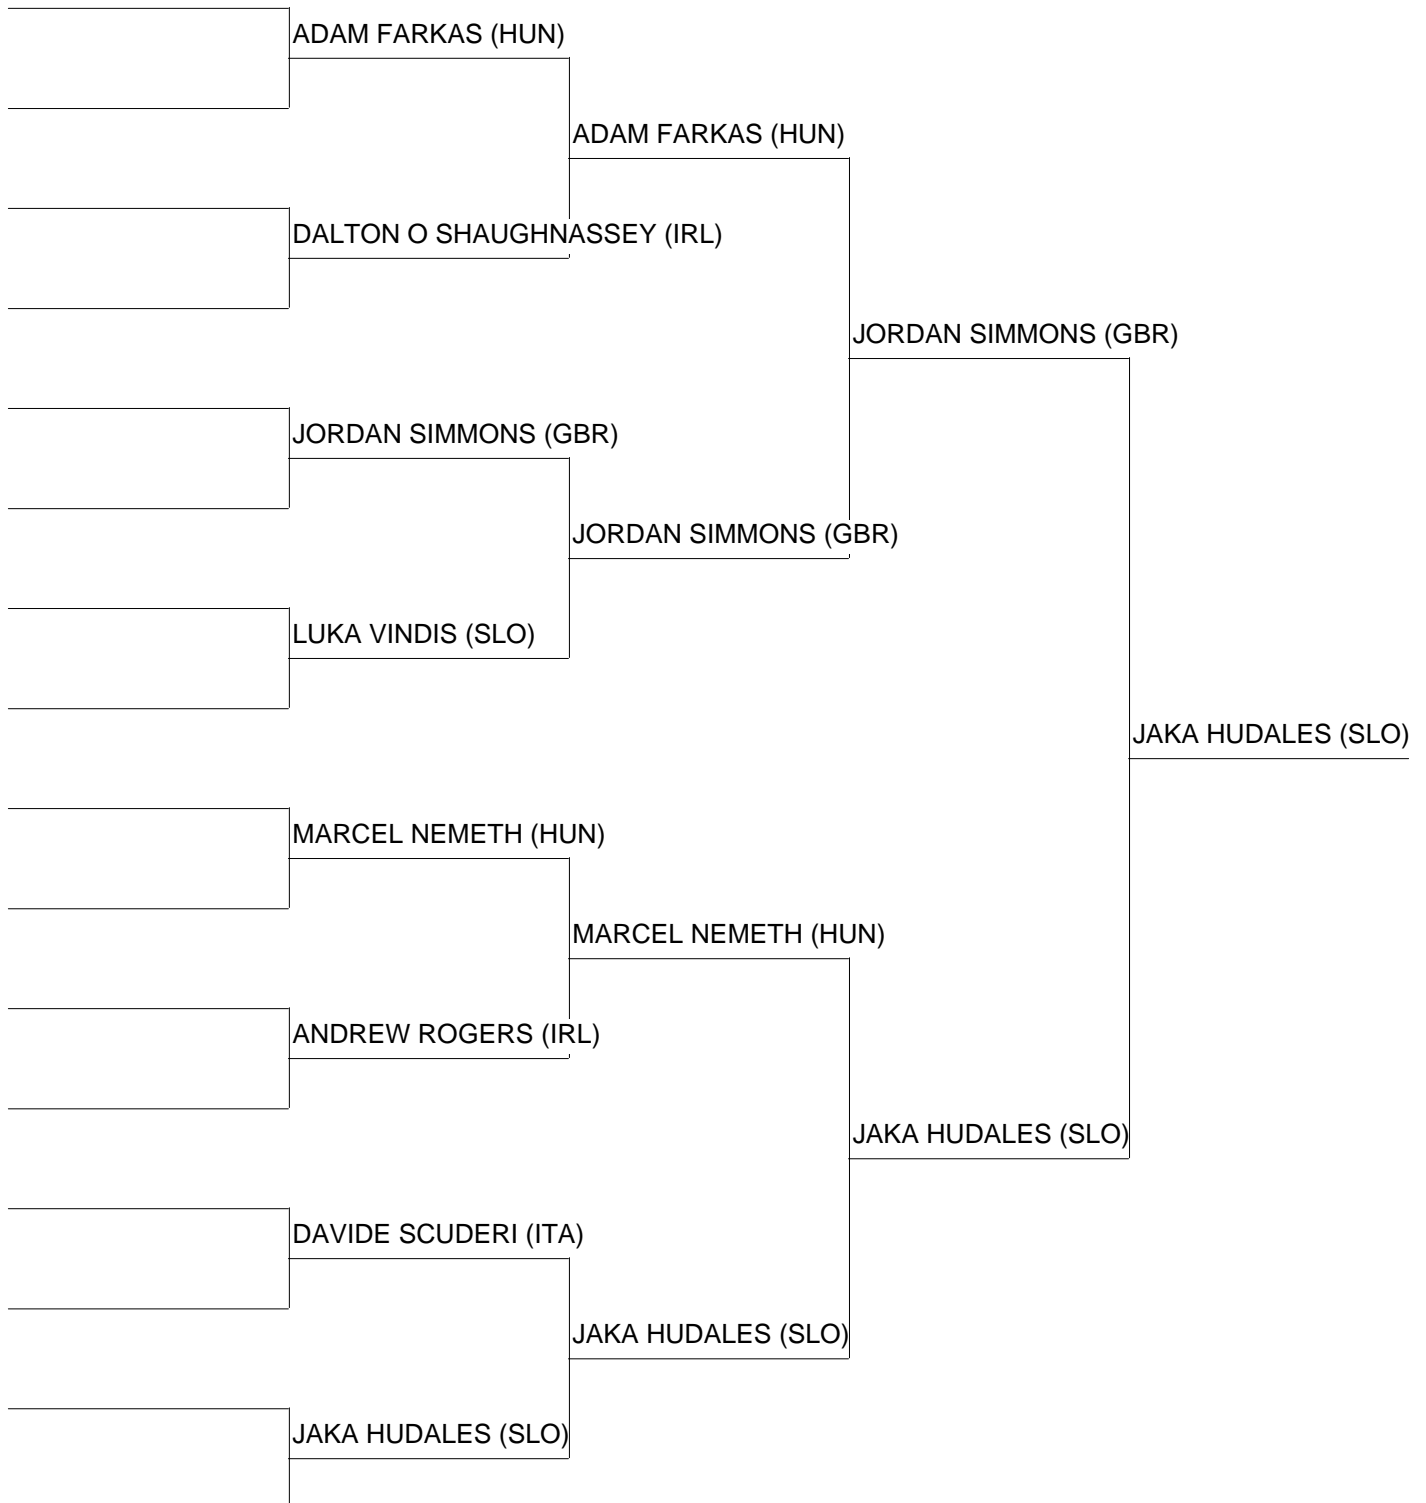 ADAM FARKAS (HUN)
ADAM FARKAS (HUN)
DALTON O SHAUGHNASSEY (IRL)
JORDAN SIMMONS (GBR)
JORDAN SIMMONS (GBR)
JORDAN SIMMONS (GBR)
LUKA VINDIS (SLO)
JAKA HUDALES (SLO)
MARCEL NEMETH (HUN)
MARCEL NEMETH (HUN)
ANDREW ROGERS (IRL)
JAKA HUDALES (SLO)
DAVIDE SCUDERI (ITA)
JAKA HUDALES (SLO)
JAKA HUDALES (SLO)